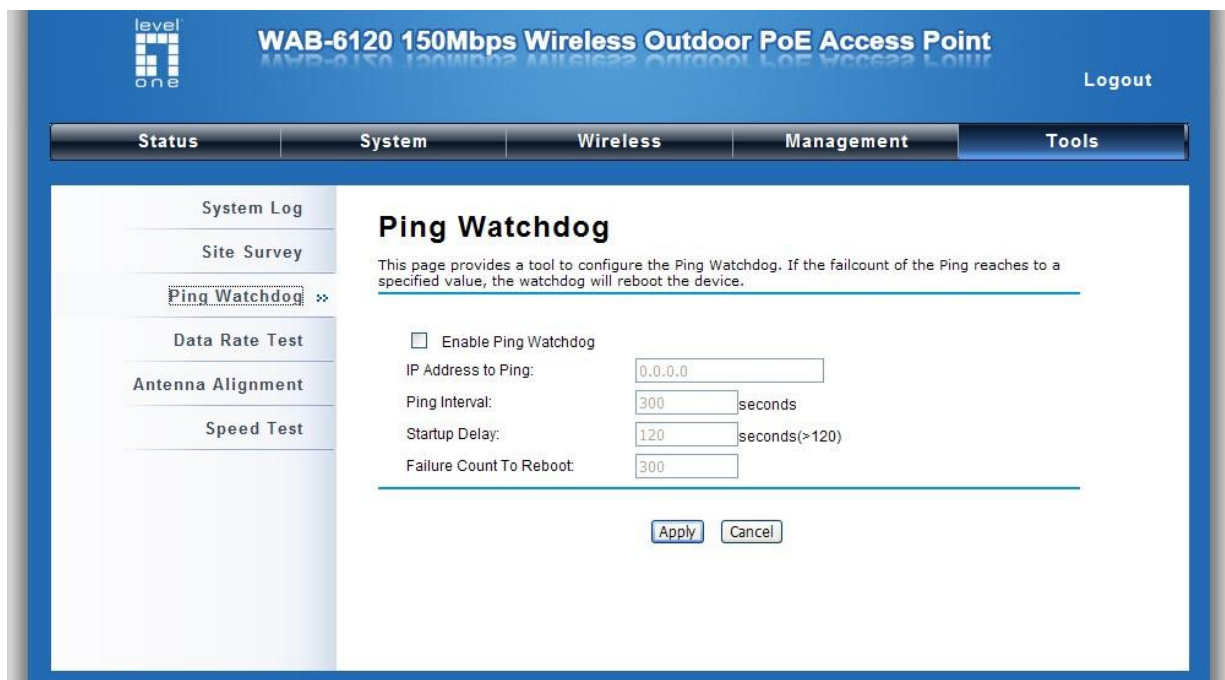 level
one
WAB-6120 150Mbps Wireless Outdoor PoE Access Point
Logout
Status System Wireless Management Tools
System Log
Site Survey
Ping Watchdog »
Data Rate Test
Antenna Alignment
Speed Test
Ping Watchdog
This page provides a tool to configure the Ping Watchdog. If the failcount of the Ping reaches to a
specified value, the watchdog will reboot the device.
Enable Ping Watchdog
IP Address to Ping: 0.0.0.0
Ping Interval: 300 seconds
Startup Delay: 120 seconds(>120)
Failure Count To Reboot: 300
Apply Cancel